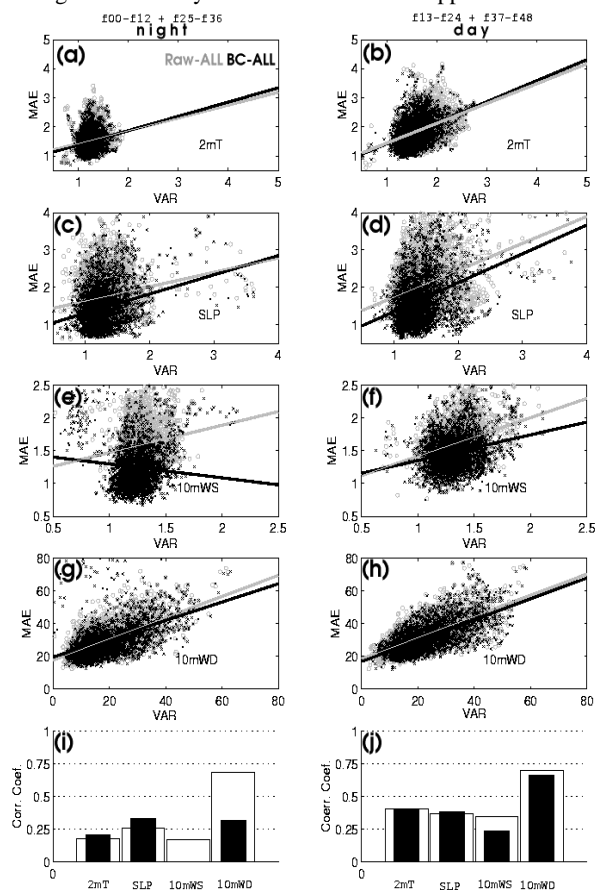 f00-f12 + f25-f36
night
f13-f24 + f37-f48
day
(a)
Raw-ALL BC-ALL
5
4
3
2
1
MAE
2mT
0 1 2 3 4 5
VAR
(b)
5
4
3
2
1
MAE
2mT
0 1 2 3 4 5
VAR
(c)
4
3
2
1
MAE
SLP
0 1 2 3 4
VAR
(d)
4
3
2
1
MAE
SLP
0 1 2 3 4
VAR
(e)
2.5
2
1.5
1
0.5
MAE
10mWS
0.5 1 1.5 2 2.5
VAR
(f)
2.5
2
1.5
1
0.5
MAE
10mWS
0.5 1 1.5 2 2.5
VAR
(g)
80
60
40
20
0
MAE
10mWD
0 20 40 60 80
VAR
(h)
80
60
40
20
0
MAE
10mWD
0 20 40 60 80
VAR
(i)
1
0.75
0.5
0.25
0
Corr. Coef.
2mT SLP 10mWS 10mWD
(j)
1
0.75
0.5
0.25
0
Corr. Coef.
2mT SLP 10mWS 10mWD